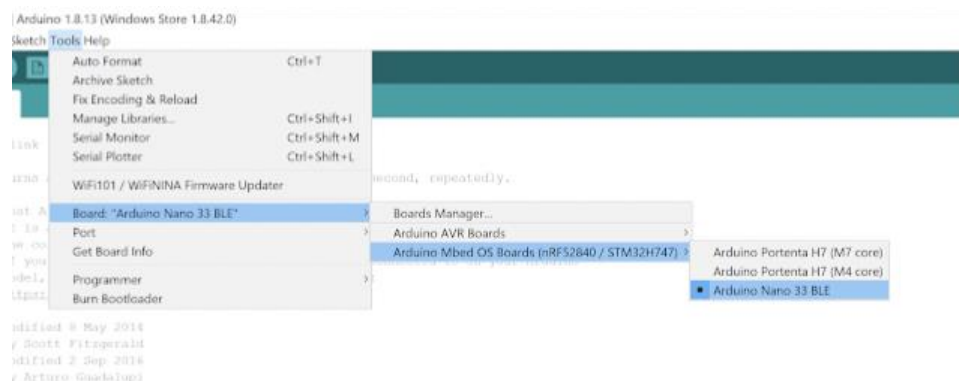 Arduino 1.8.13 (Windows Store 1.8.42.0)
Sketch Tools Help
Auto Format Ctrl+T
Archive Sketch
Fix Encoding & Reload
Manage Libraries... Ctrl+Shift+I
Serial Monitor Ctrl+Shift+M
Serial Plotter Ctrl+Shift+L
WiFi101 / WiFiNINA Firmware Updater
econd, repeatedly.
Board: "Arduino Nano 33 BLE"
Boards Manager...
Port
Arduino AVR Boards
Get Board Info
Arduino Mbed OS Boards (nRF52840 / STM32H747)
Arduino Portenta H7 (M7 core)
Arduino Portenta H7 (M4 core)
Programmer
Arduino Nano 33 BLE
Burn Bootloader
odified 8 May 2014
y Scott Fitzgerald
odified 2 Sep 2016
y Arturo Guadalupi